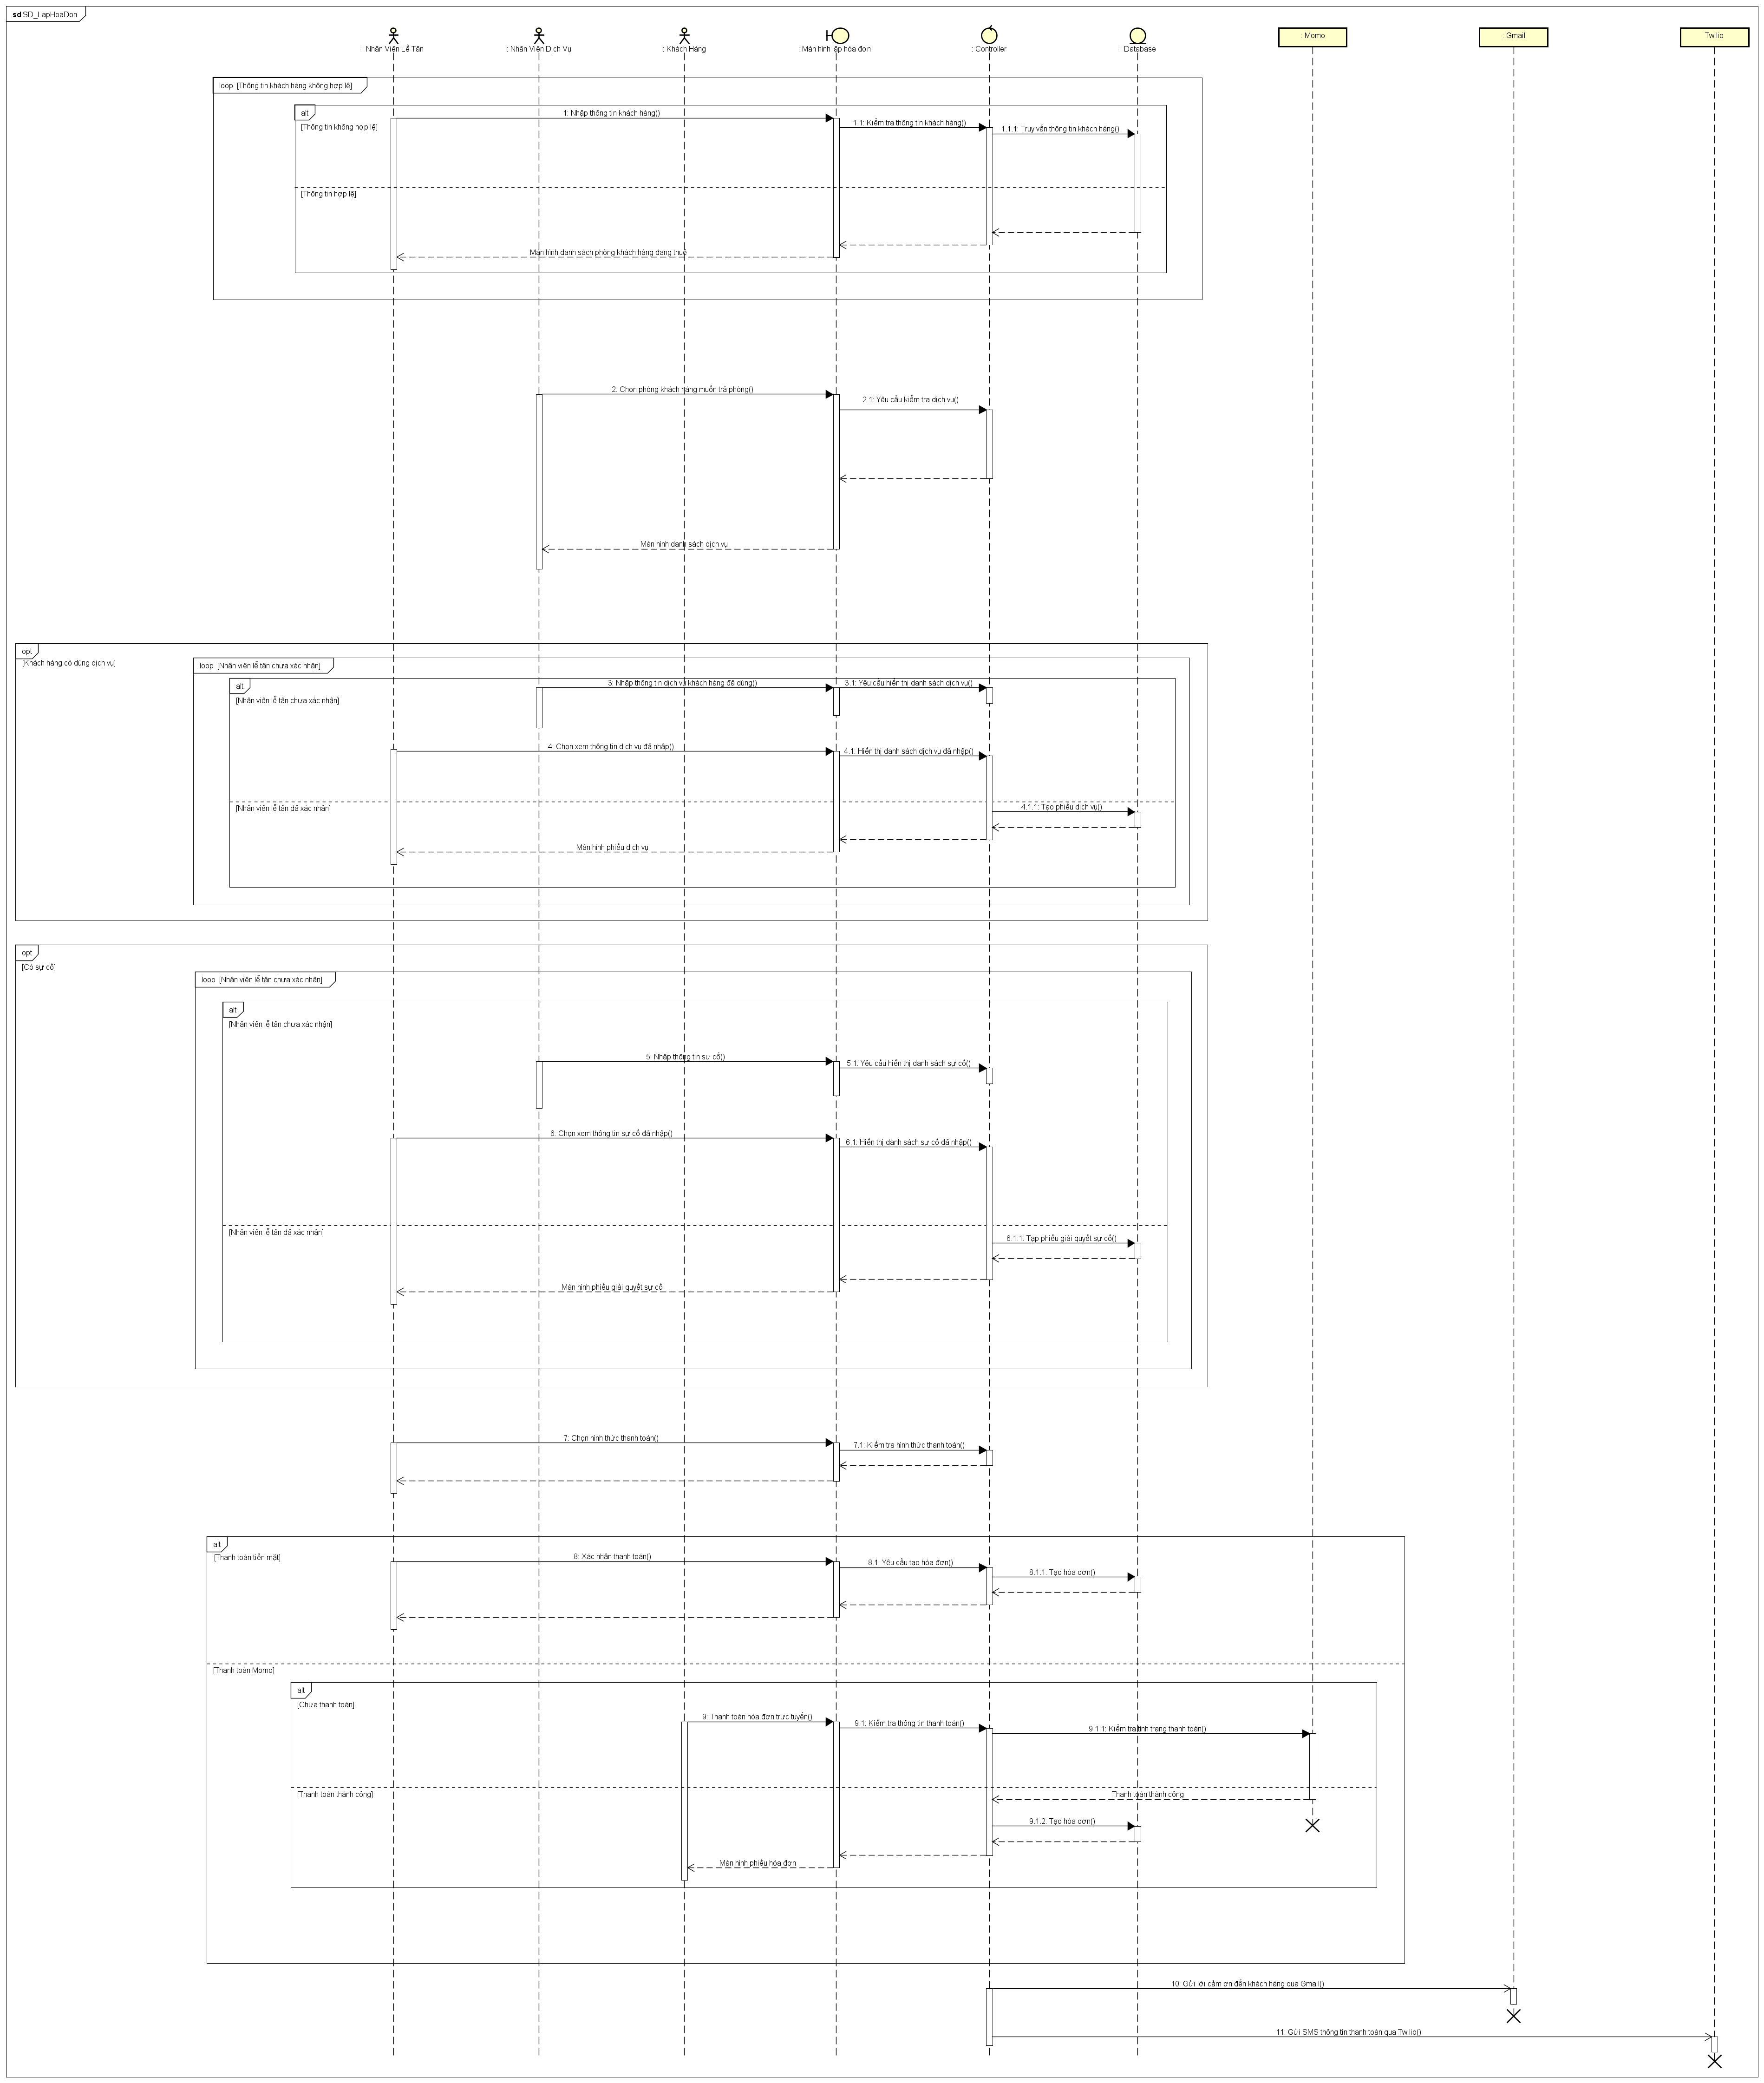 sd SD_LapHoaDon
: Nhân Viên Lễ Tân
: Nhân Viên Dịch Vụ
: Khách Hàng
: Màn hình lập hóa đơn
: Controller
: Database
: Momo
: Gmail
Twilio
loop [Thông tin khách hàng không hợp lệ]
alt
[Thông tin không hợp lệ]
1: Nhập thông tin khách hàng()
1.1: Kiểm tra thông tin khách hàng()
1.1.1: Truy vấn thông tin khách hàng()
[Thông tin hợp lệ]
Màn hình danh sách phòng khách hàng đang thuê
2: Chọn phòng khách hàng muốn trả phòng()
2.1: Yêu cầu kiểm tra dịch vụ()
Màn hình danh sách dịch vụ
opt
[Khách hàng có dùng dịch vụ]
loop [Nhân viên lễ tân chưa xác nhận]
alt
[Nhân viên lễ tân chưa xác nhận]
3: Nhập thông tin dịch vụ khách hàng đã dùng()
3.1: Yêu cầu hiển thị danh sách dịch vụ()
4: Chọn xem thông tin dịch vụ đã nhập()
4.1: Hiển thị danh sách dịch vụ đã nhập()
[Nhân viên lễ tân đã xác nhận]
4.1.1: Tạo phiếu dịch vụ()
Màn hình phiếu dịch vụ
opt
[Có sự cố]
loop [Nhân viên lễ tân chưa xác nhận]
alt
[Nhân viên lễ tân chưa xác nhận]
5: Nhập thông tin sự cố()
5.1: Yêu cầu hiển thị danh sách sự cố()
6: Chọn xem thông tin sự cố đã nhập()
6.1: Hiển thị danh sách sự cố đã nhập()
[Nhân viên lễ tân đã xác nhận]
6.1.1: Tạp phiếu giải quyết sự cố()
Màn hình phiếu giải quyết sự cố
7: Chọn hình thức thanh toán()
7.1: Kiểm tra hình thức thanh toán()
alt
[Thanh toán tiền mặt]
8: Xác nhận thanh toán()
8.1: Yêu cầu tạo hóa đơn()
8.1.1: Tạo hóa đơn()
[Thanh toán Momo]
alt
[Chưa thanh toán]
9: Thanh toán hóa đơn trực tuyến()
9.1: Kiểm tra thông tin thanh toán()
9.1.1: Kiểm tra tình trạng thanh toán()
[Thanh toán thành công]
Thanh toán thành công
9.1.2: Tạo hóa đơn()
Màn hình phiếu hóa đơn
10: Gửi lời cảm ơn đến khách hàng qua Gmail()
11: Gửi SMS thông tin thanh toán qua Twilio()